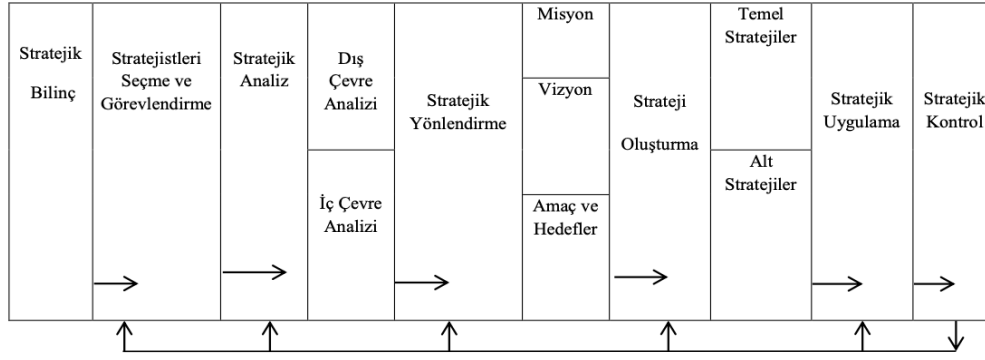 Stratejik
Bilinç
Stratejistleri
Seçme ve
Görevlendirme
Stratejik
Analiz
Dış
Çevre
Analizi
İç Çevre
Analizi
Stratejik
Yönlendirme
Misyon
Vizyon
Amaç ve
Hedefler
Strateji
Oluşturma
Temel
Stratejiler
Alt
Stratejiler
Stratejik
Uygulama
Stratejik
Kontrol